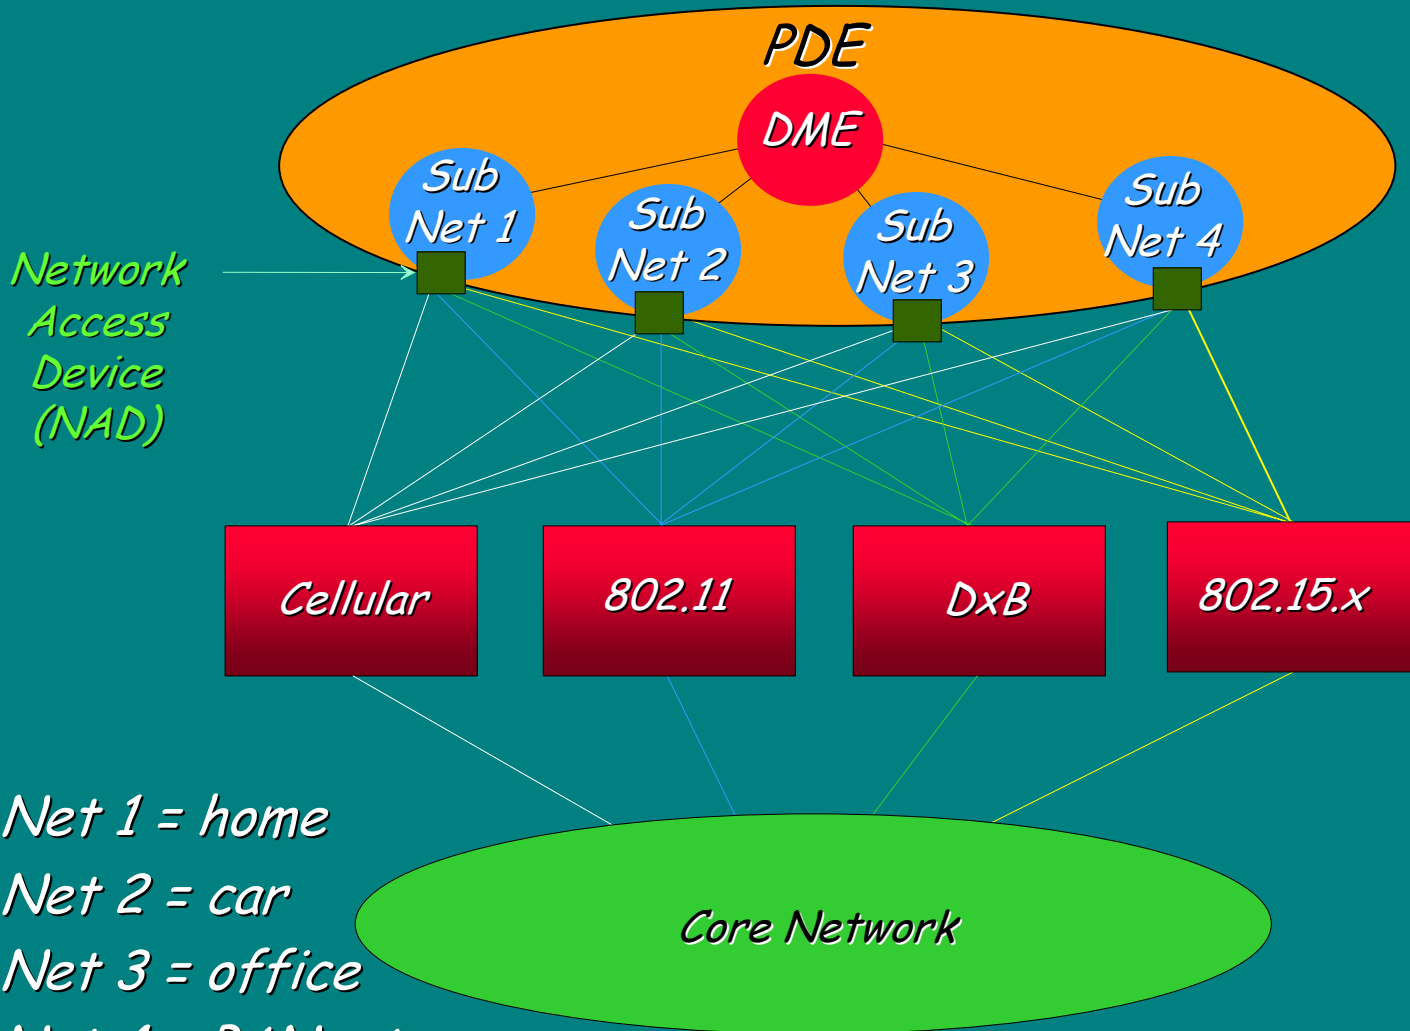 PDE
DME
Sub
Net 1
Sub
Net 2
Sub
Net 3
Sub
Net 4
Network
Access
Device
(NAD)
Cellular
802.11
DxB
802.15.x
Net 1 = home
Net 2 = car
Net 3 = office
Core Network